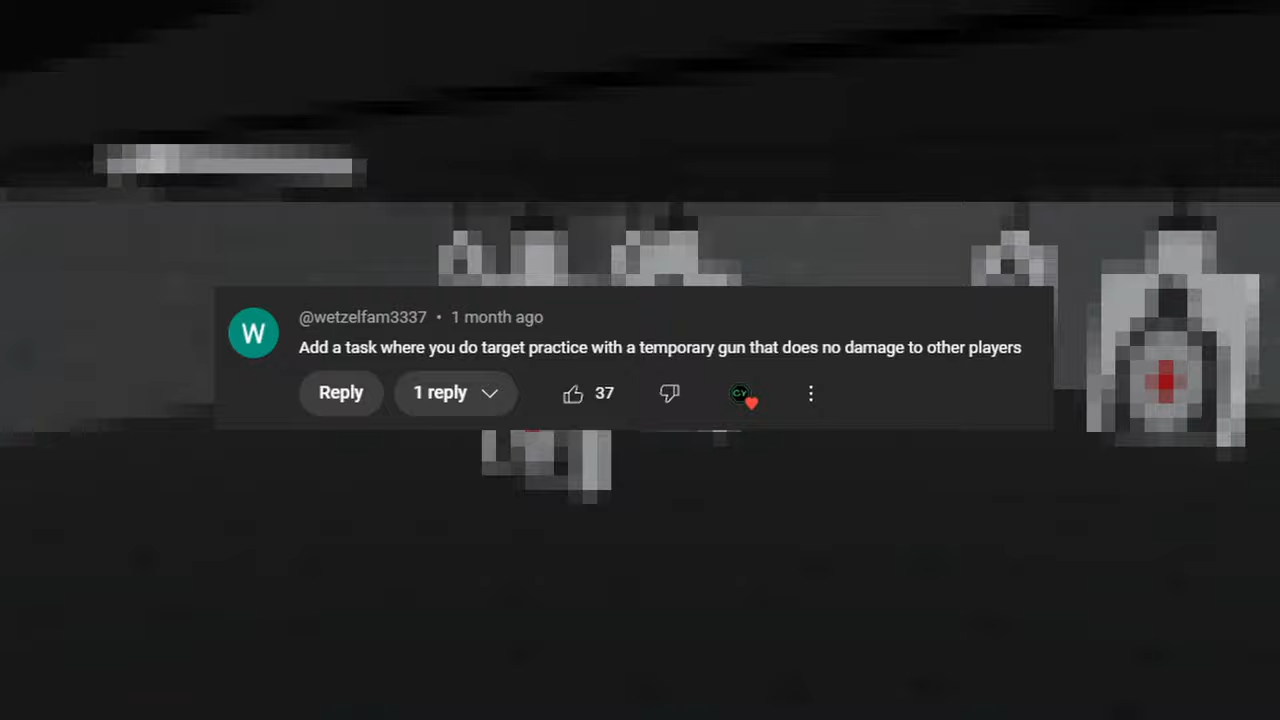 W
@wetzelfam3337 • 1 month ago
Add a task where you do target practice with a temporary gun that does no damage to other players
Reply 1 reply 37 CY